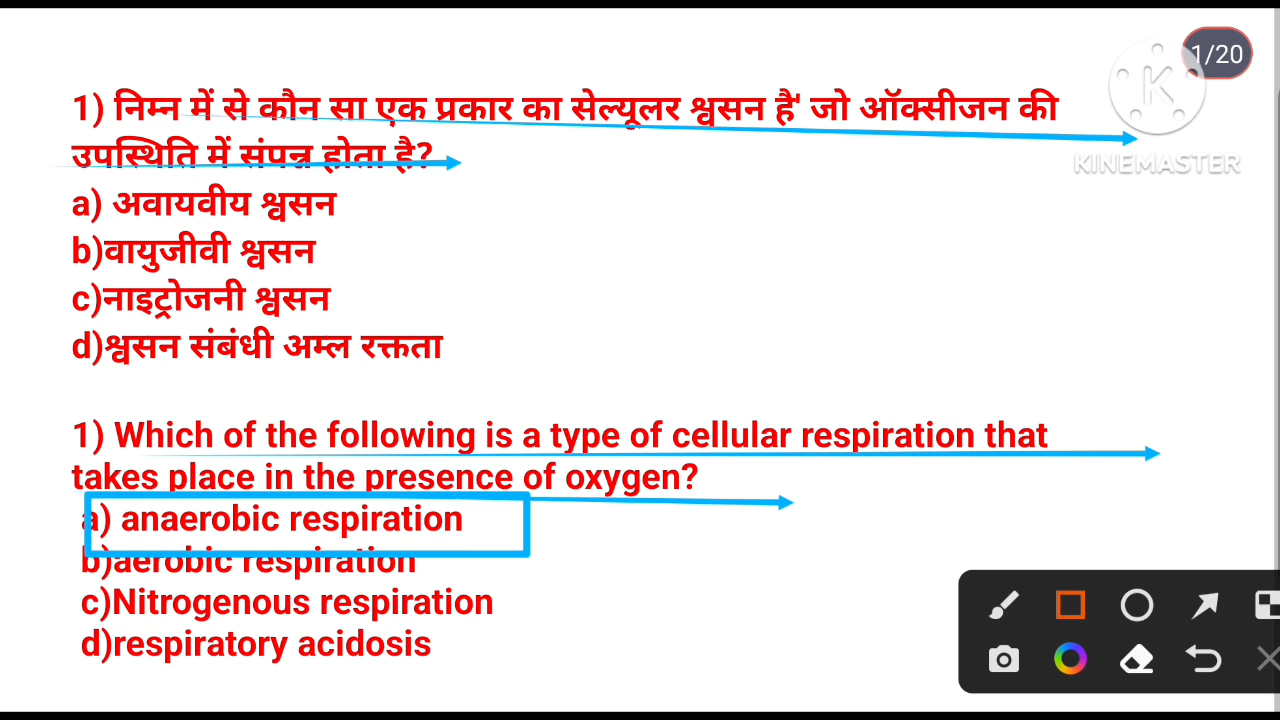 1/20
KINEMASTER
1) निम्न में से कौन सा एक प्रकार का सेल्यूलर श्वसन है' जो ऑक्सीजन की
उपस्थिति में संपन्न होता है?
a) अवायवीय श्वसन
b)वायुजीवी श्वसन
c)नाइट्रोजनी श्वसन
d)श्वसन संबंधी अम्ल रक्तता
1) Which of the following is a type of cellular respiration that
takes place in the presence of oxygen?
a) anaerobic respiration
b)aerobic respiration
c)Nitrogenous respiration
d)respiratory acidosis